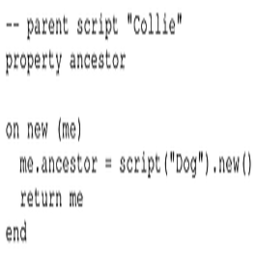 -- parent script "Collie"
property ancestor

on new (me)
  me.ancestor = script("Dog").new()
  return me
end